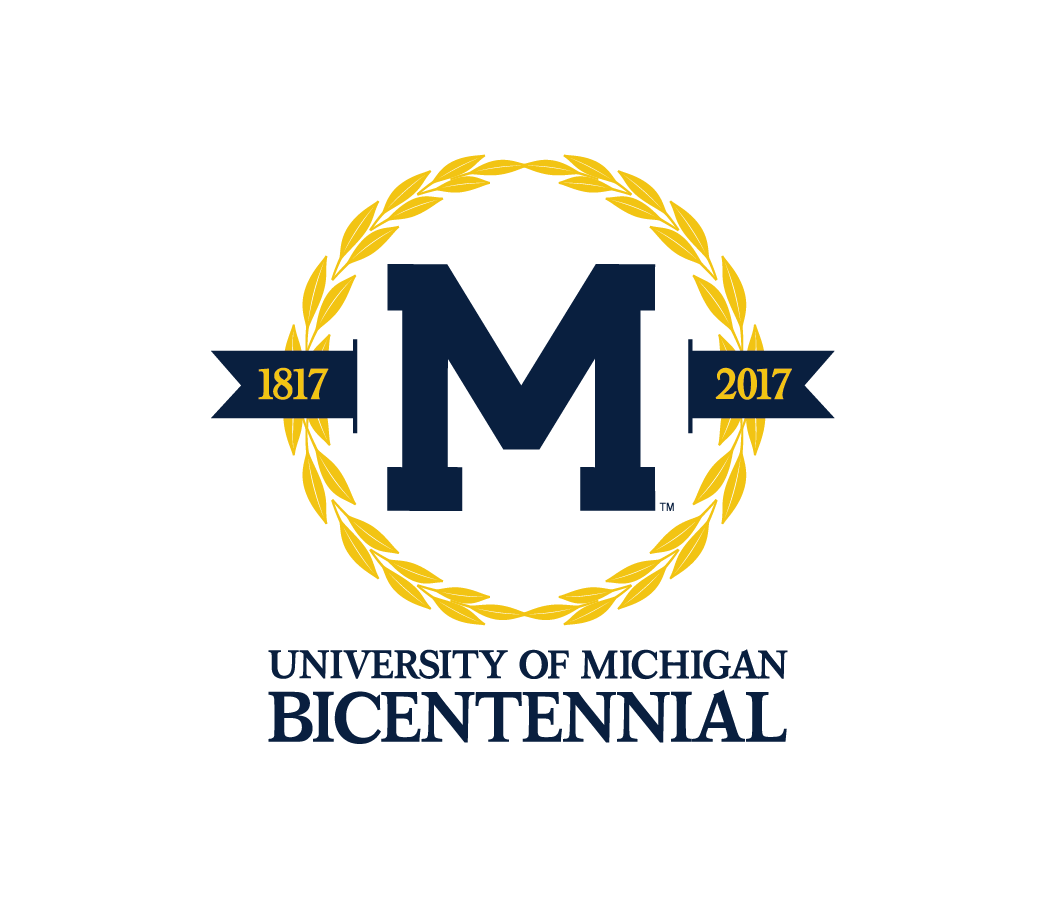 1817
M
2017
TM
UNIVERSITY OF MICHIGAN
BICENTENNIAL